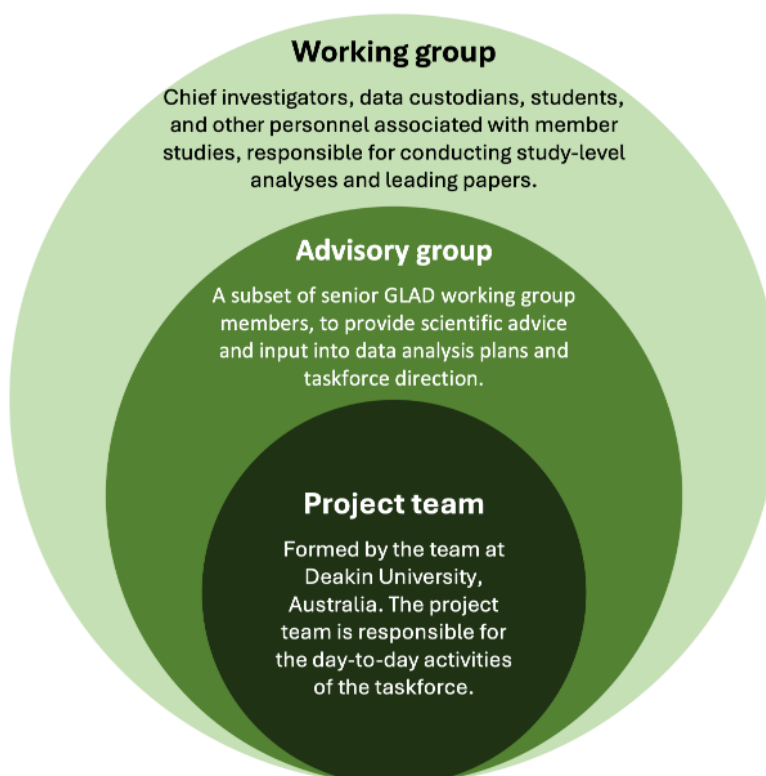 Working group
Chief investigators, data custodians, students,
and other personnel associated with member
studies, responsible for conducting study-level
analyses and leading papers.
Advisory group
A subset of senior GLAD working group
members, to provide scientific advice
and input into data analysis plans and
taskforce direction.
Project team
Formed by the team at
Deakin University,
Australia. The project
team is responsible for
the day-to-day activities
of the taskforce.